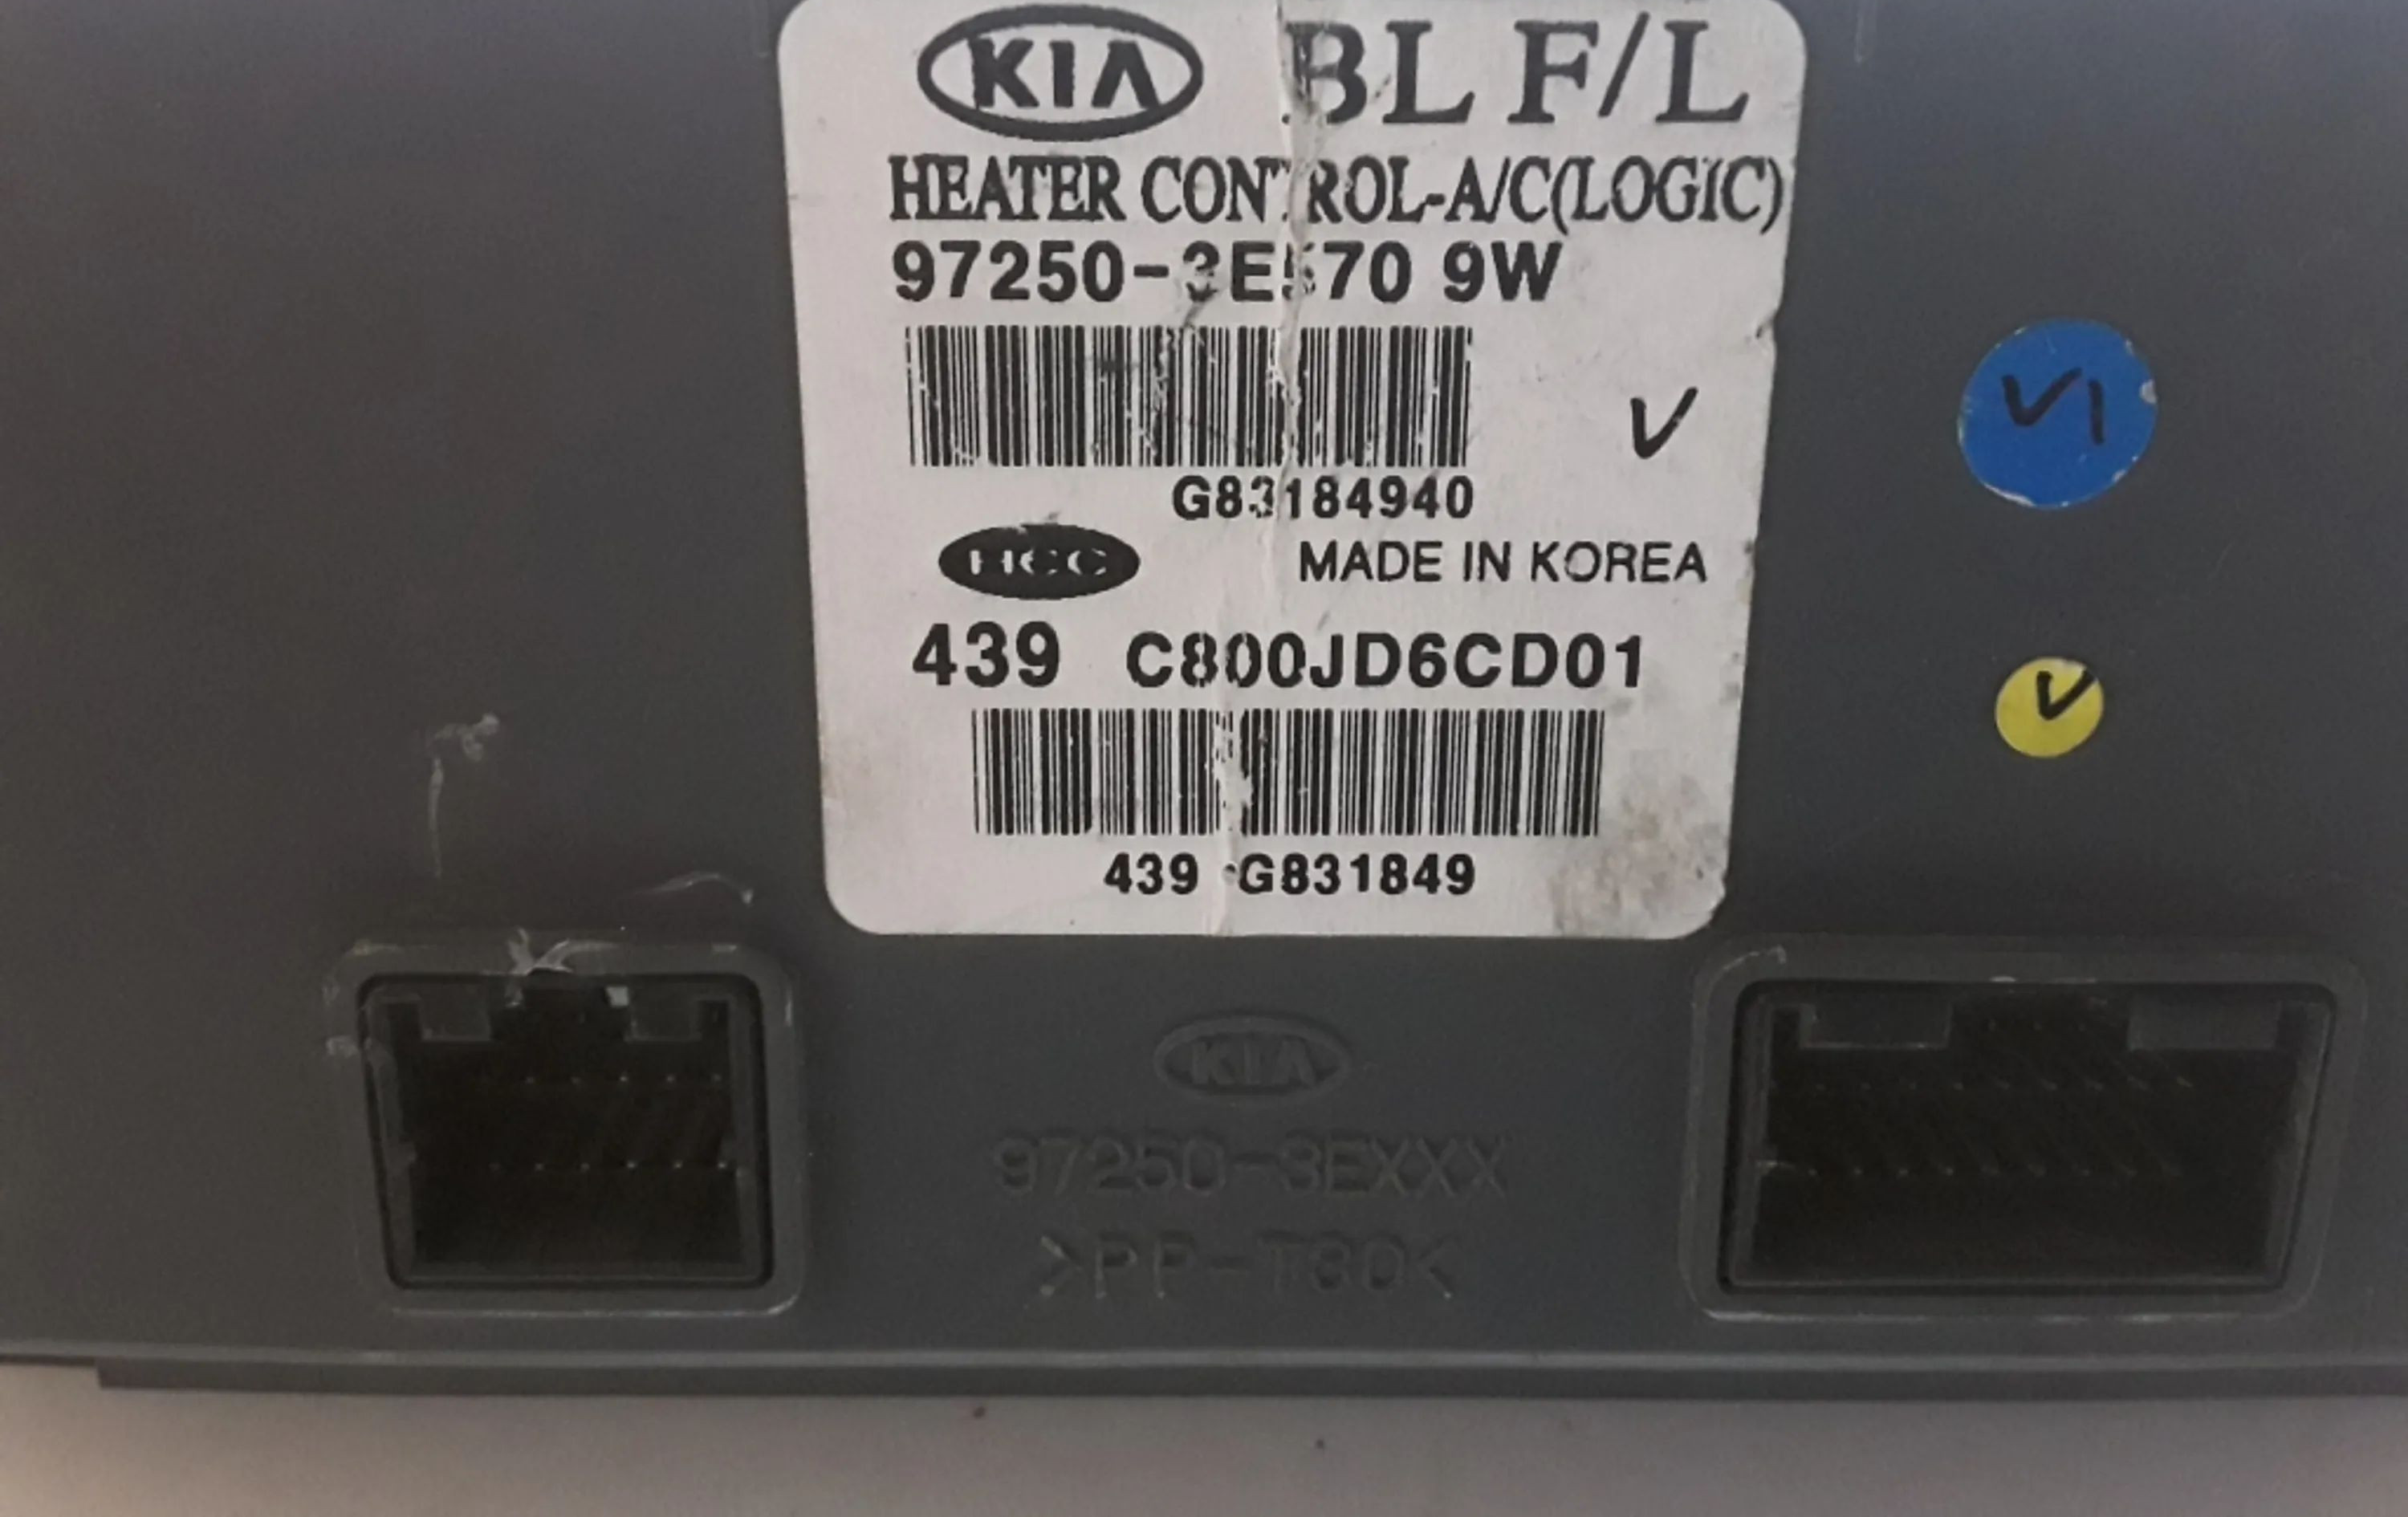 KIA BL F/L
HEATER CONTROL-A/C(LOGIC)
97250-3E570 9W
G83184940
HCC MADE IN KOREA
439 C800JD6CD01
439 G831849
V
V1
V
KIA
97250-3EXXX
>PP-T30<